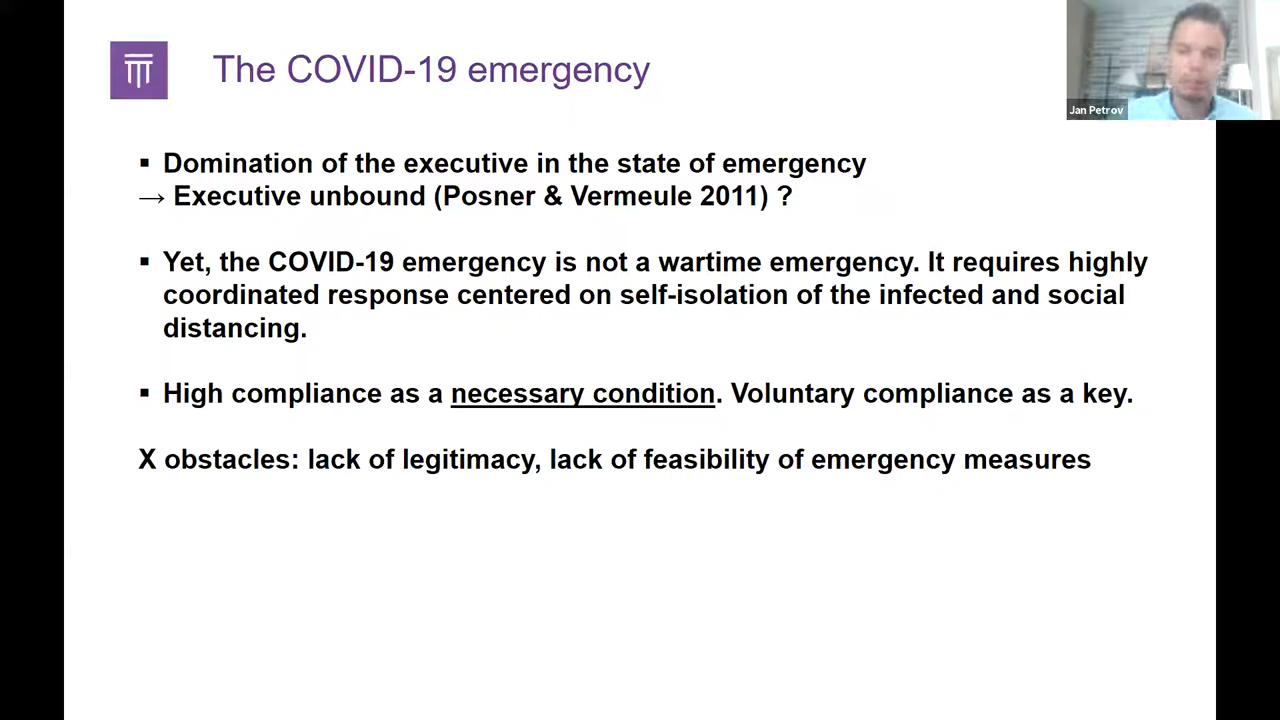 The COVID-19 emergency
Jan Petrov
▪ Domination of the executive in the state of emergency
→ Executive unbound (Posner & Vermeule 2011) ?
▪ Yet, the COVID-19 emergency is not a wartime emergency. It requires highly
coordinated response centered on self-isolation of the infected and social
distancing.
▪ High compliance as a necessary condition. Voluntary compliance as a key.
X obstacles: lack of legitimacy, lack of feasibility of emergency measures